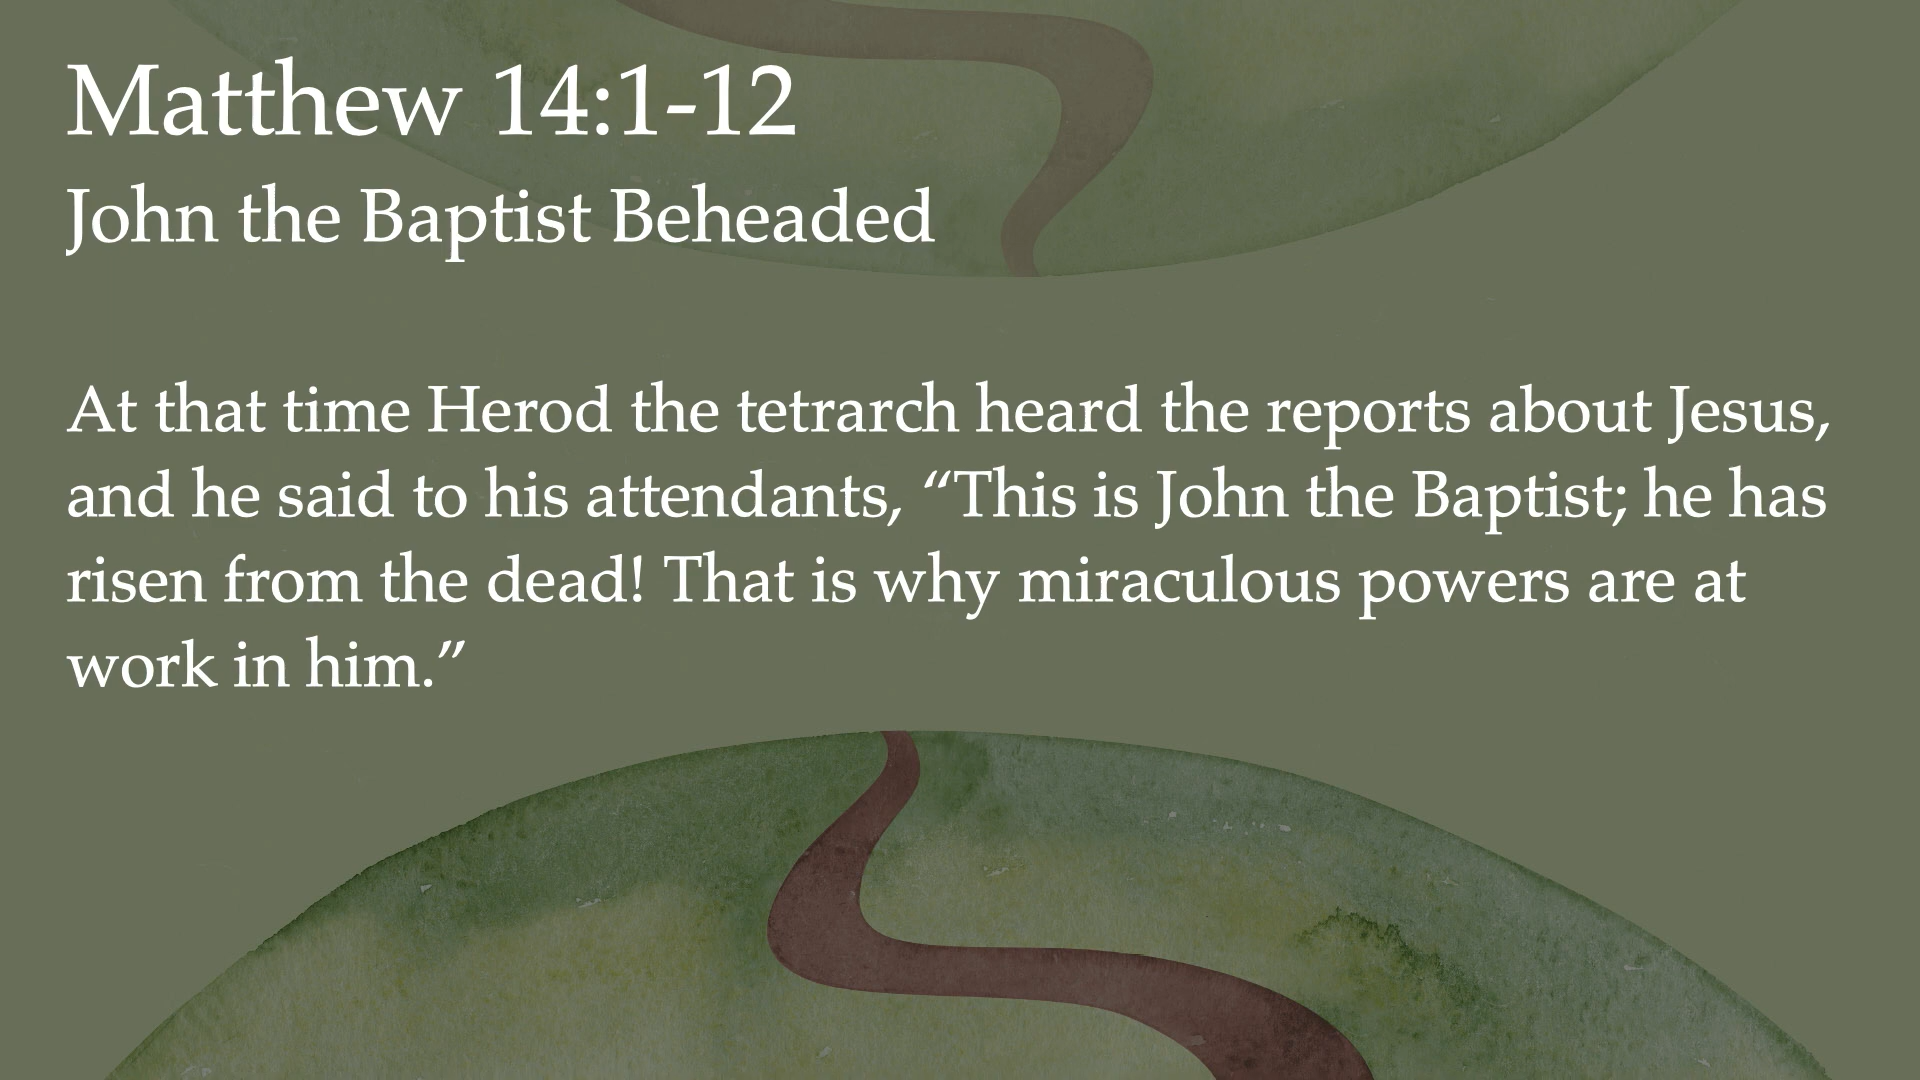 Matthew 14:1-12
John the Baptist Beheaded
At that time Herod the tetrarch heard the reports about Jesus,
and he said to his attendants, “This is John the Baptist; he has
risen from the dead! That is why miraculous powers are at
work in him.”